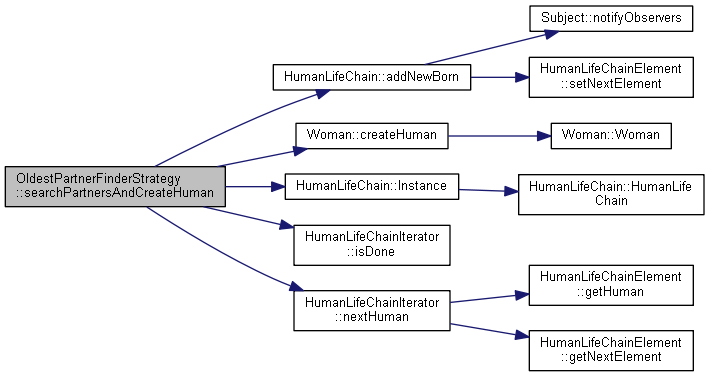 OldestPartnerFinderStrategy
::searchPartnersAndCreateHuman
HumanLifeChain::addNewBorn
Subject::notifyObservers
HumanLifeChainElement
::setNextElement
Woman::createHuman
Woman::Woman
HumanLifeChain::Instance
HumanLifeChain::HumanLife
Chain
HumanLifeChainIterator
::isDone
HumanLifeChainIterator
::nextHuman
HumanLifeChainElement
::getHuman
HumanLifeChainElement
::getNextElement